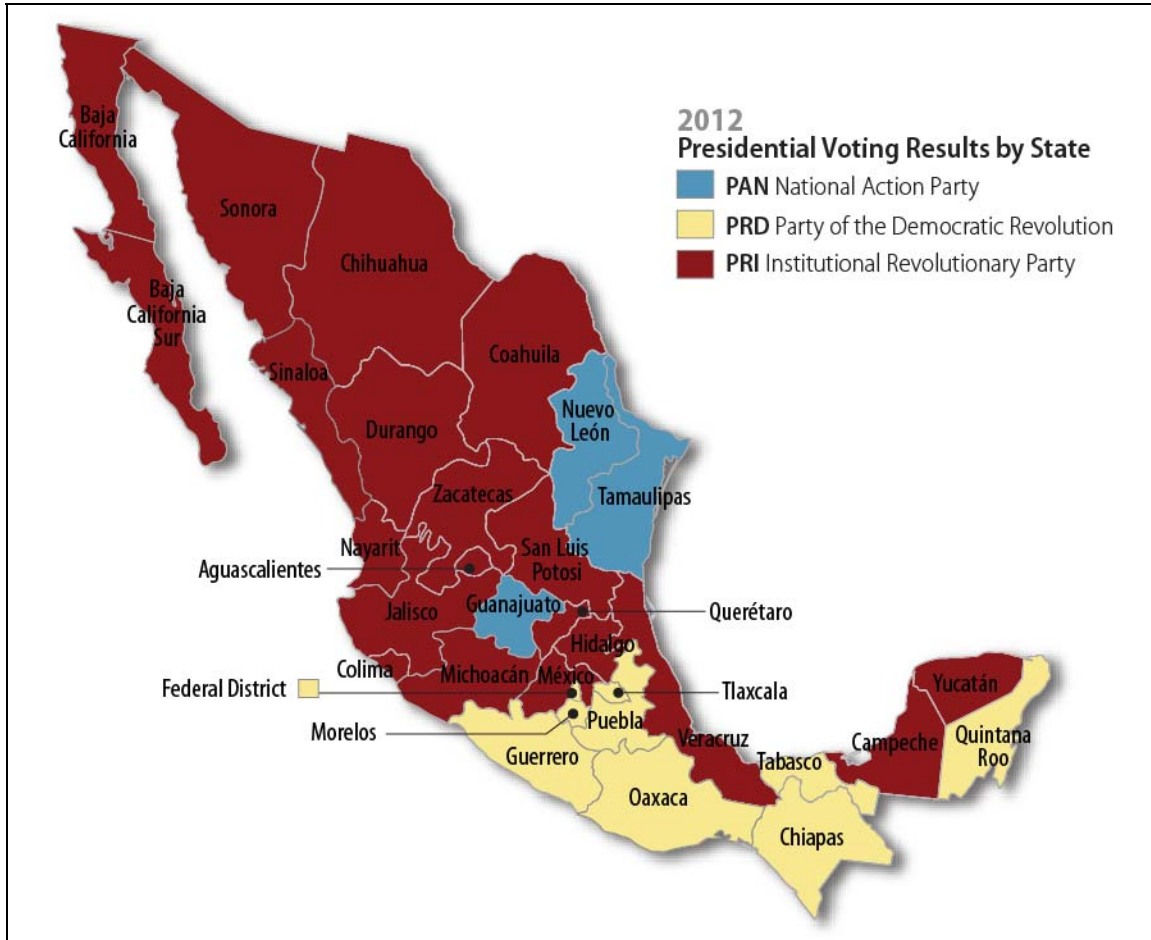 2012
Presidential Voting Results by State
PAN National Action Party
PRD Party of the Democratic Revolution
PRI Institutional Revolutionary Party
Baja
California
Sonora
Chihuahua
Baja
California
Sur
Coahuila
Sinaloa
Nuevo
León
Durango
Tamaulipas
Zacatecas
Nayarit
San Luis
Potosi
Aguascalientes
Guanajuato
Jalisco
Querétaro
Hidalgo
Colima
Michoacán
México
Federal District
Tlaxcala
Yucatán
Morelos
Puebla
Veracruz
Campeche
Quintana
Roo
Guerrero
Tabasco
Oaxaca
Chiapas